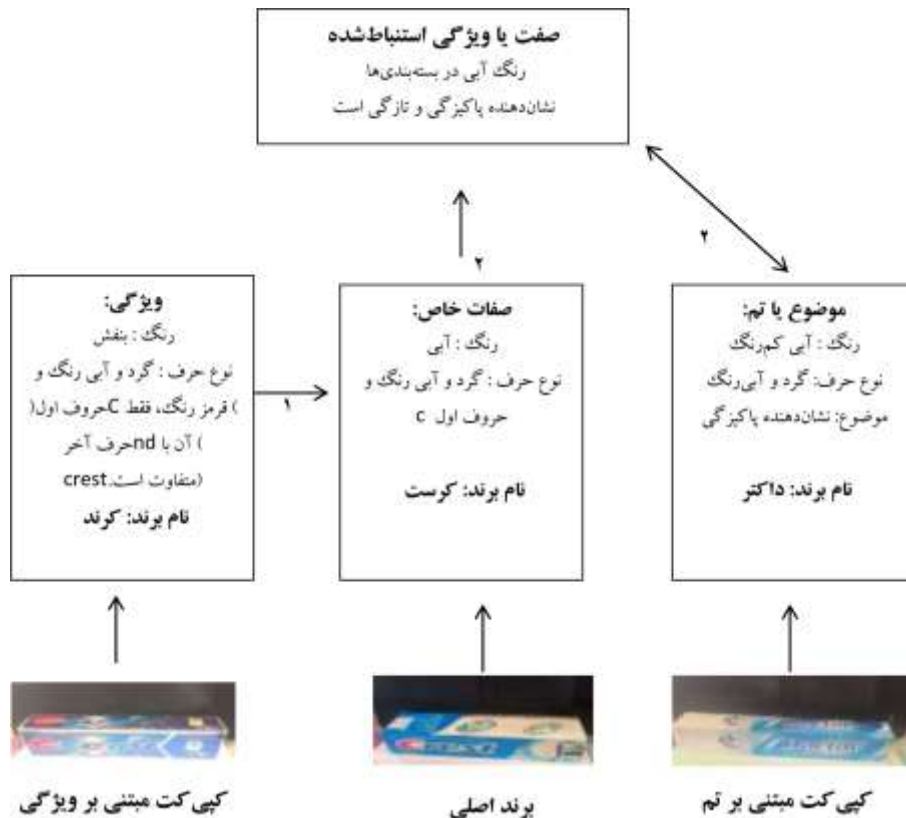 صفت یا ویژگی استنباط‌شده
رنگ آبی در بسته‌بندی‌ها
نشان‌دهنده پاکیزگی و تازگی است
۲
۲
ویژگی:
رنگ : بنفش
نوع حرف : گرد و آبی رنگ و
) قرمز رنگ، فقط Cحروف اول(
) آن با ndحرف آخر
(متفاوت است.crest
نام برند: کرند
۱
صفات خاص:
رنگ : آبی
نوع حرف : گرد و آبی رنگ و
حروف اول c
نام برند: کرست
موضوع یا تم:
رنگ : آبی کم‌رنگ
نوع حرف: گرد و آبی‌رنگ
موضوع: نشان‌دهنده پاکیزگی
نام برند: داکتر
کپی‌کت مبتنی بر ویژگی
برند اصلی
کپی‌کت مبتنی بر تم